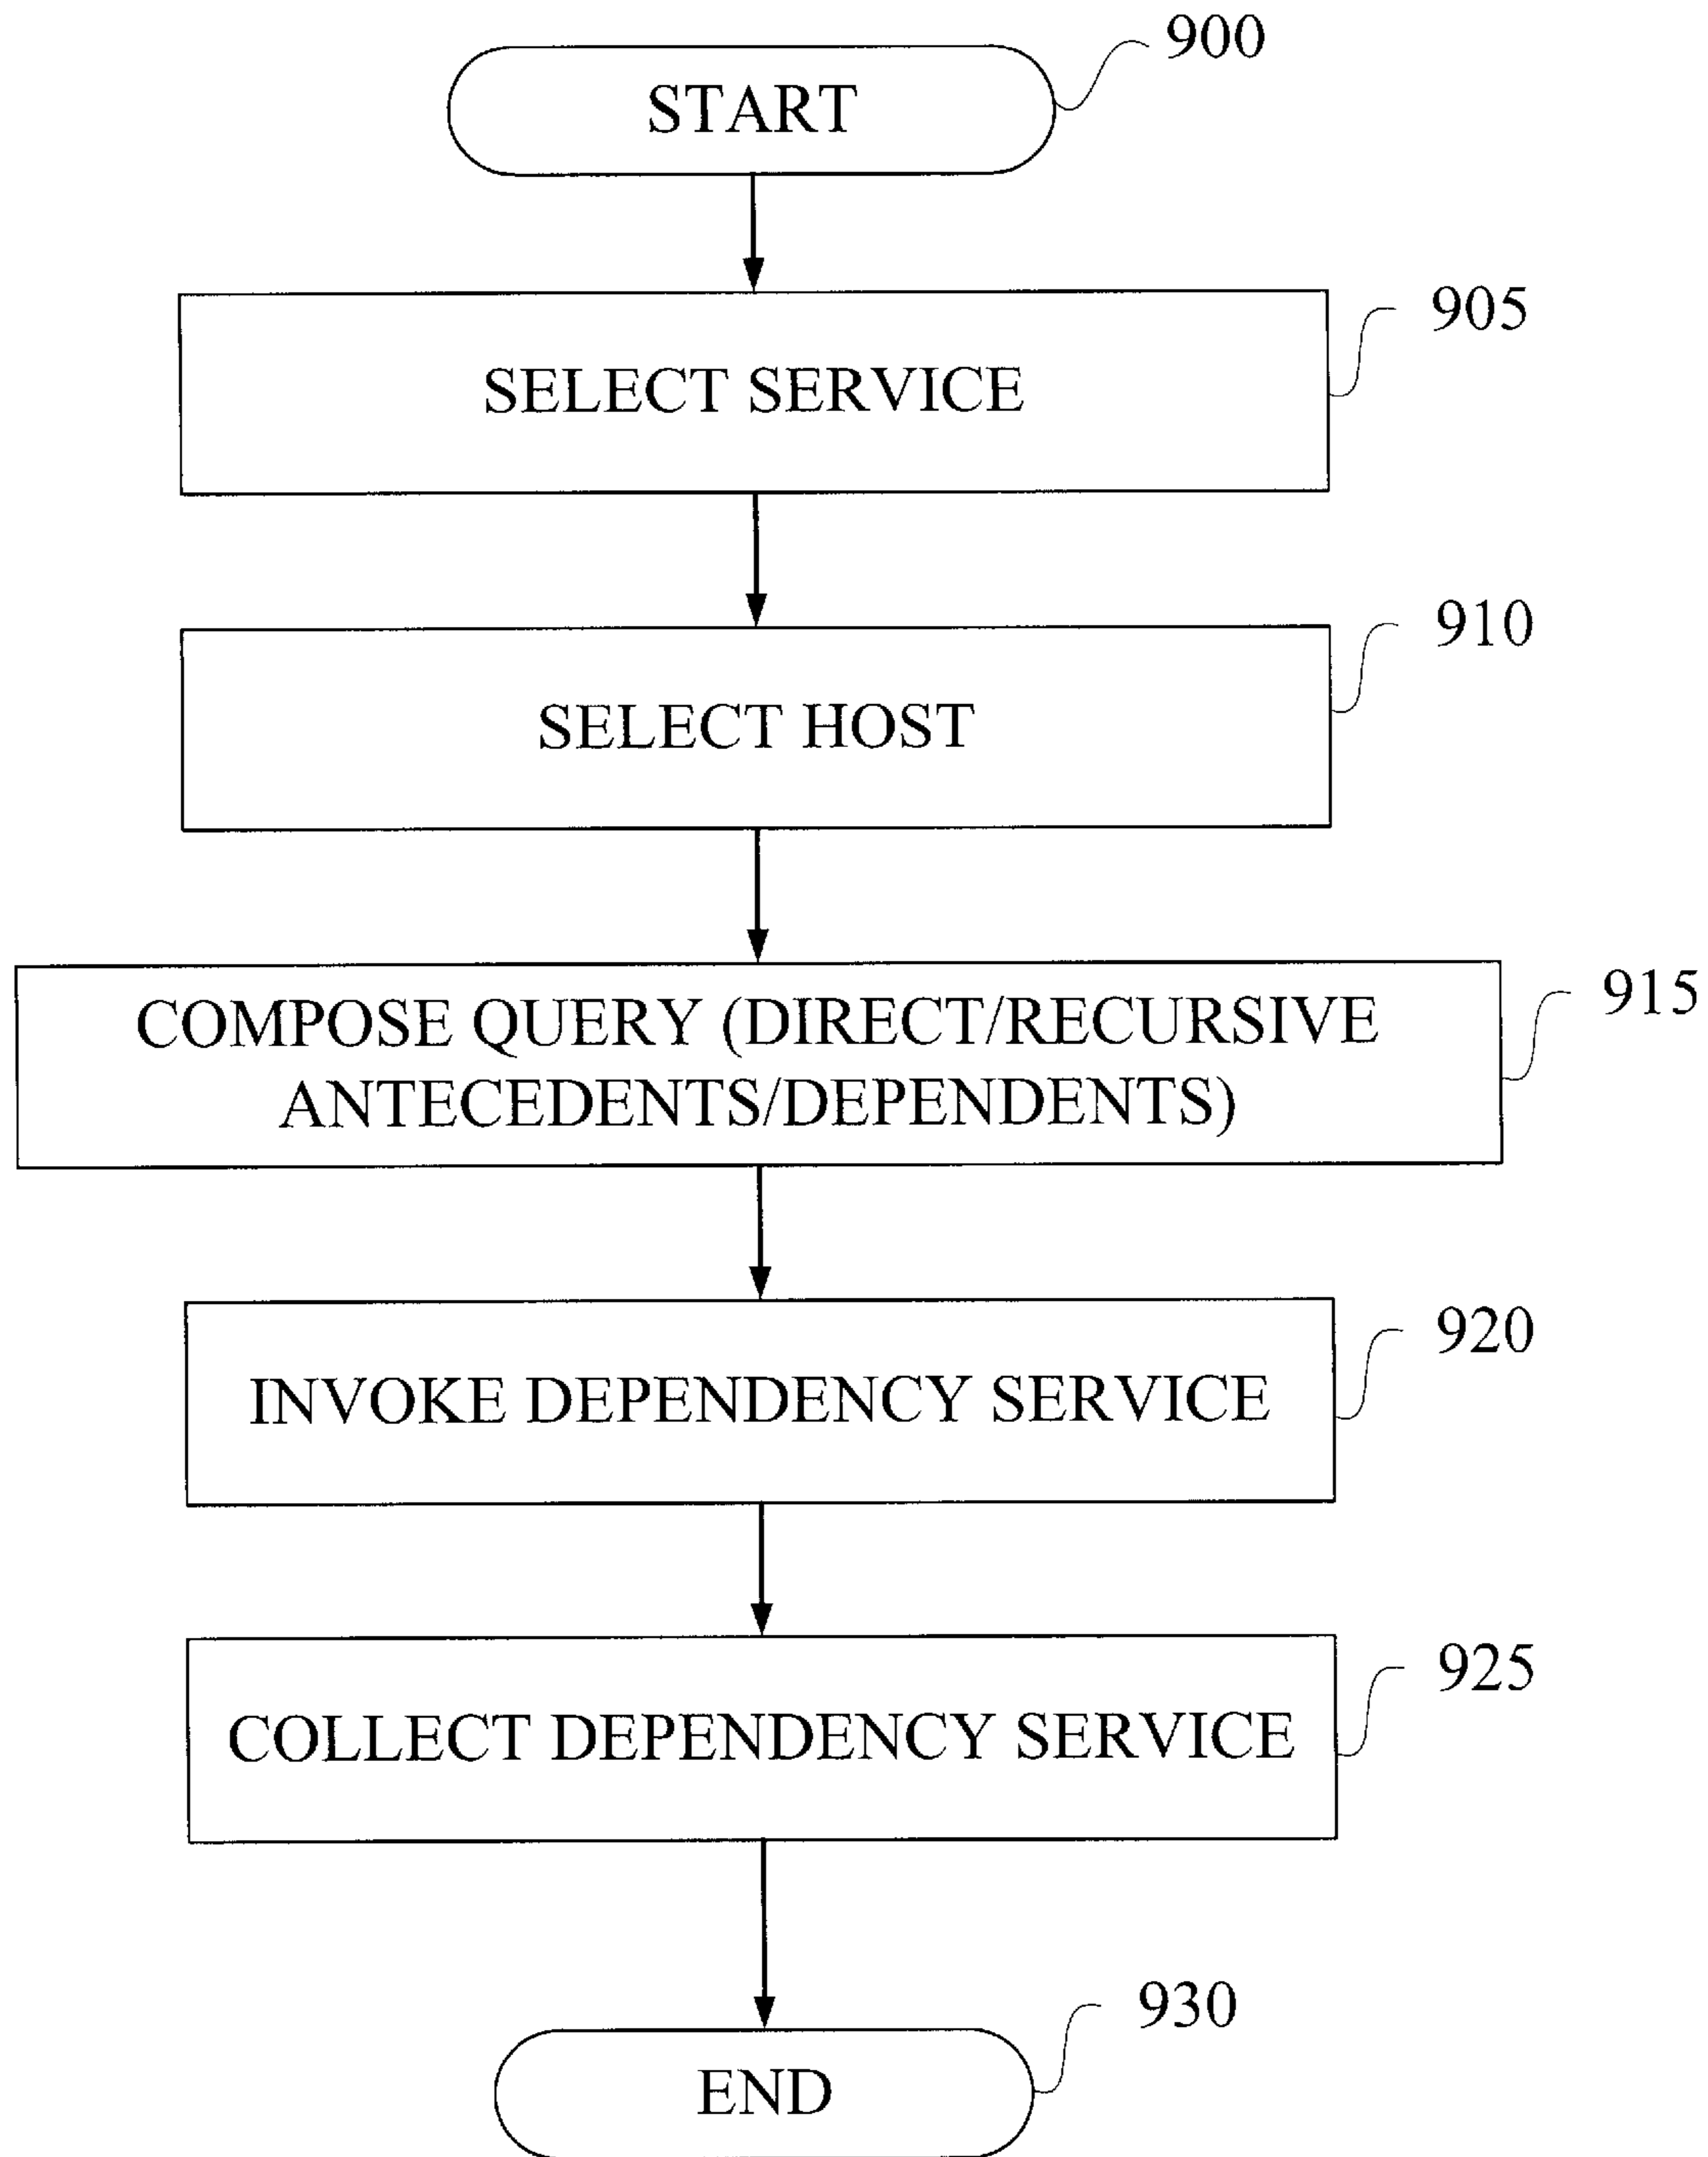 START
900
SELECT SERVICE
905
SELECT HOST
910
COMPOSE QUERY (DIRECT/RECURSIVE
ANTECEDENTS/DEPENDENTS)
915
INVOKE DEPENDENCY SERVICE
920
COLLECT DEPENDENCY SERVICE
925
END
930